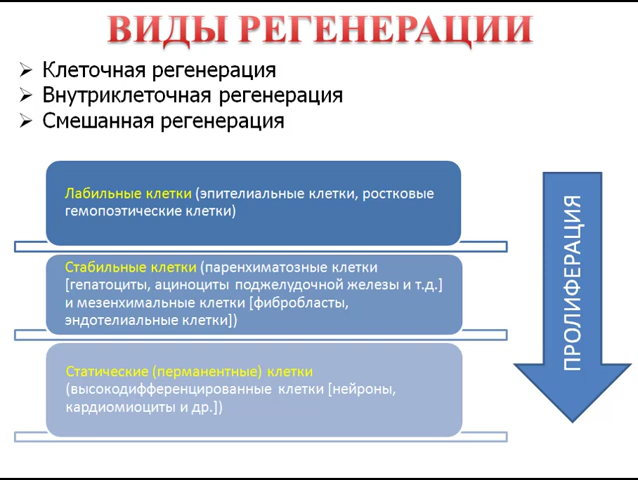 ВИДЫ РЕГЕНЕРАЦИИ
Клеточная регенерация
Внутриклеточная регенерация
Смешанная регенерация
Лабильные клетки (эпителиальные клетки, ростковые
гемопоэтические клетки)
Стабильные клетки (паренхиматозные клетки
[гепатоциты, ациноциты поджелудочной железы и т.д.]
и мезенхимальные клетки [фибробласты,
эндотелиальные клетки])
Статические (перманентные) клетки
(высокодифференцированные клетки [нейроны,
кардиомиоциты и др.])
ПРОЛИФЕРАЦИЯ